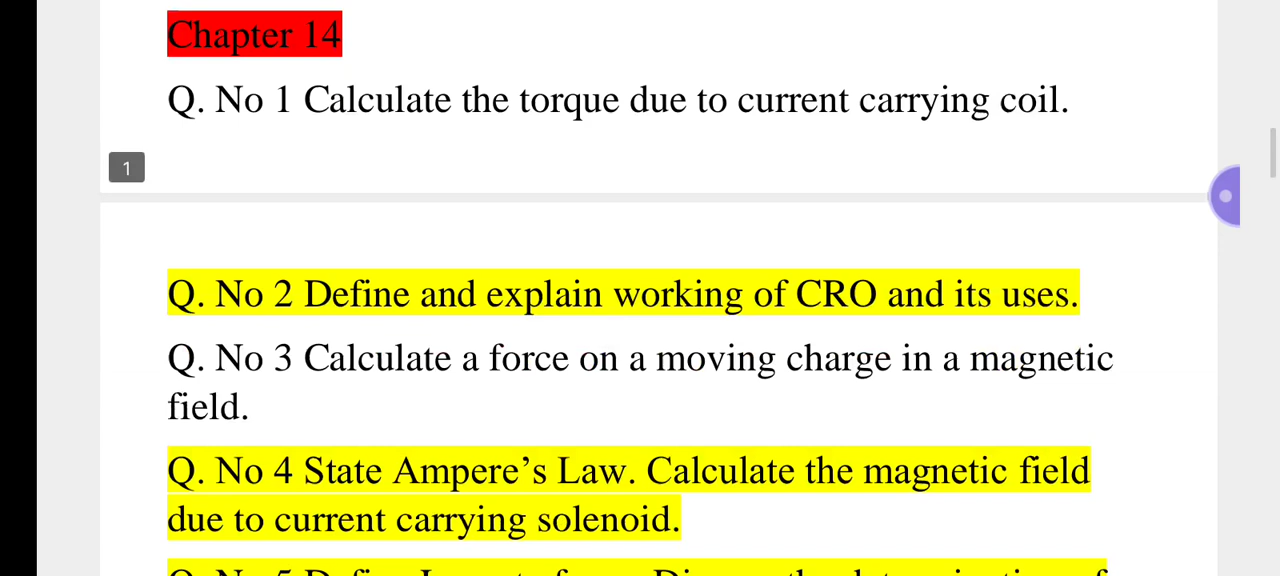 Chapter 14
Q. No 1 Calculate the torque due to current carrying coil.
1
Q. No 2 Define and explain working of CRO and its uses.
Q. No 3 Calculate a force on a moving charge in a magnetic
field.
Q. No 4 State Ampere’s Law. Calculate the magnetic field
due to current carrying solenoid.